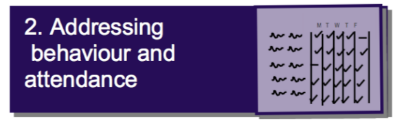 2. Addressing
behaviour and
attendance
M T W T F